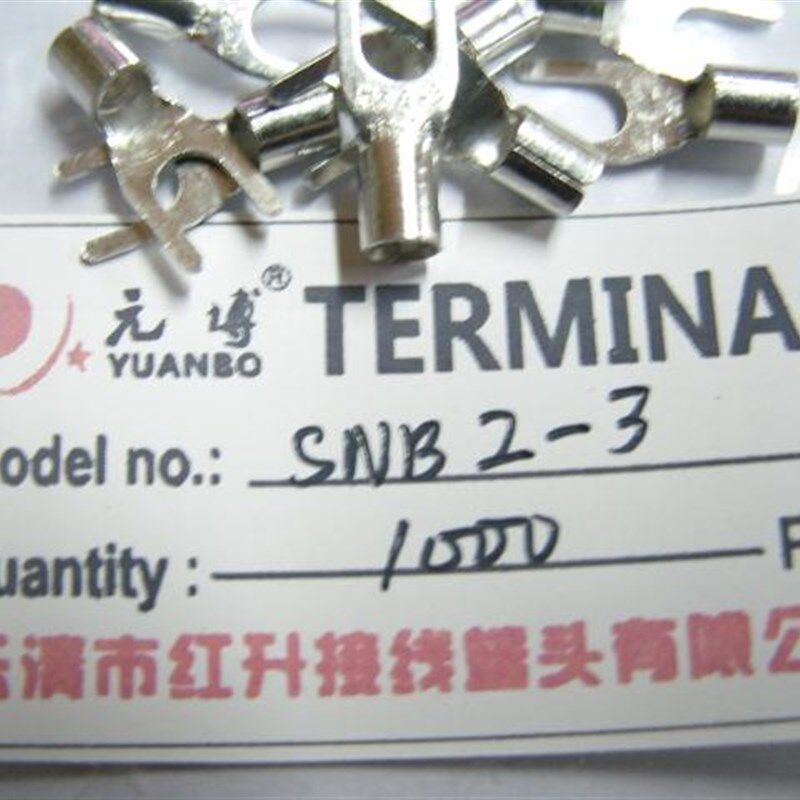 元博® TERMINA
YUANBO
odel no.: SNB 2-3
uantity : 1000
清市红升接线端头有限公